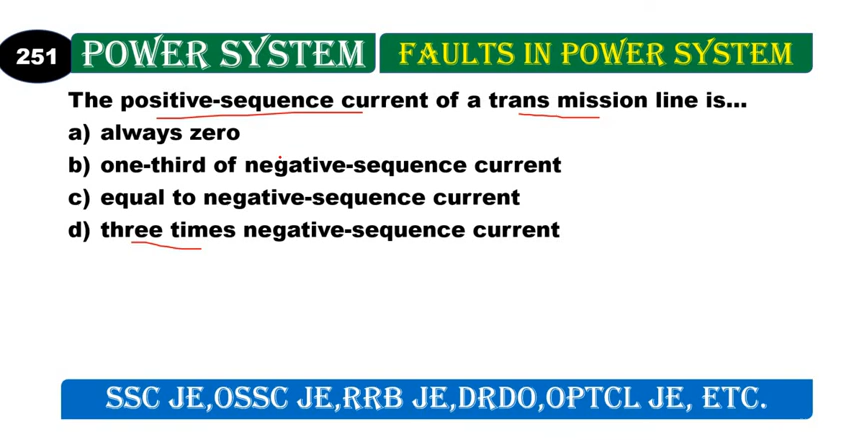 251 POWER SYSTEM FAULTS IN POWER SYSTEM
The positive-sequence current of a trans mission line is...
a) always zero
b) one-third of negative-sequence current
c) equal to negative-sequence current
d) three times negative-sequence current
SSC JE,OSSC JE,RRB JE,DRDO,OPTCL JE, ETC.